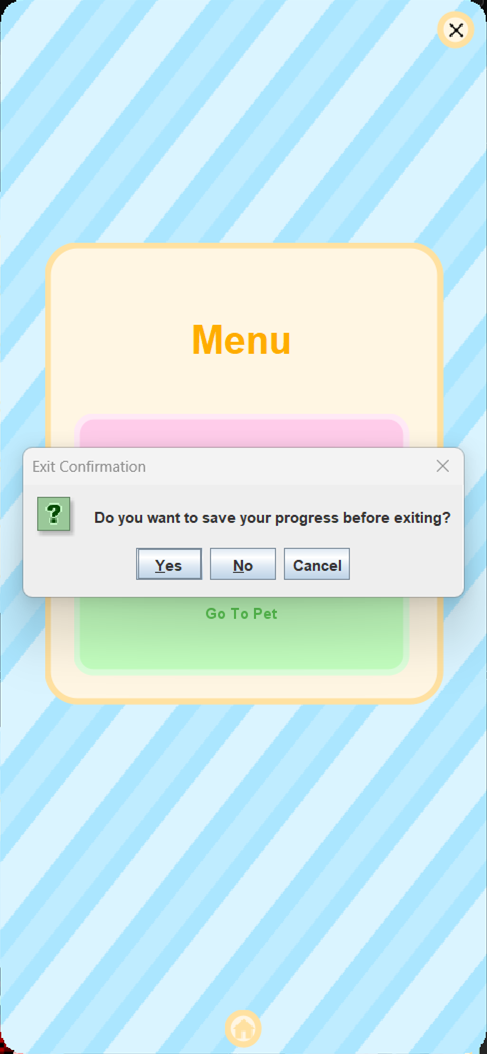 Menu
Exit Confirmation
Do you want to save your progress before exiting?
Yes No Cancel
Go To Pet